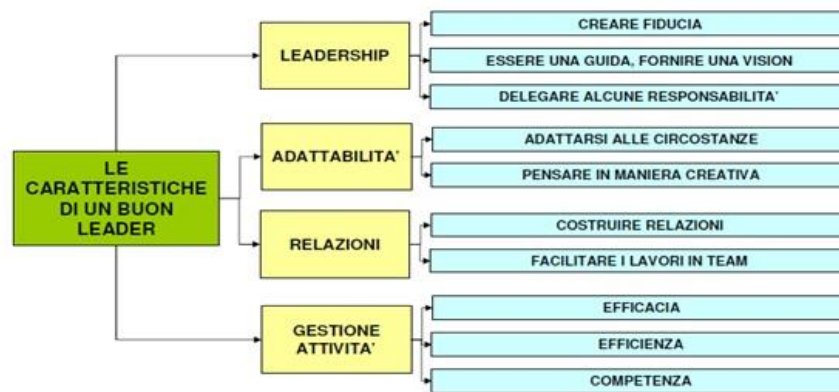 LE
CARATTERISTICHE
DI UN BUON
LEADER
LEADERSHIP
CREARE FIDUCIA
ESSERE UNA GUIDA, FORNIRE UNA VISION
DELEGARE ALCUNE RESPONSABILITA'
ADATTABILITA'
ADATTARSI ALLE CIRCOSTANZE
PENSARE IN MANIERA CREATIVA
RELAZIONI
COSTRUIRE RELAZIONI
FACILITARE I LAVORI IN TEAM
GESTIONE
ATTIVITA'
EFFICACIA
EFFICIENZA
COMPETENZA